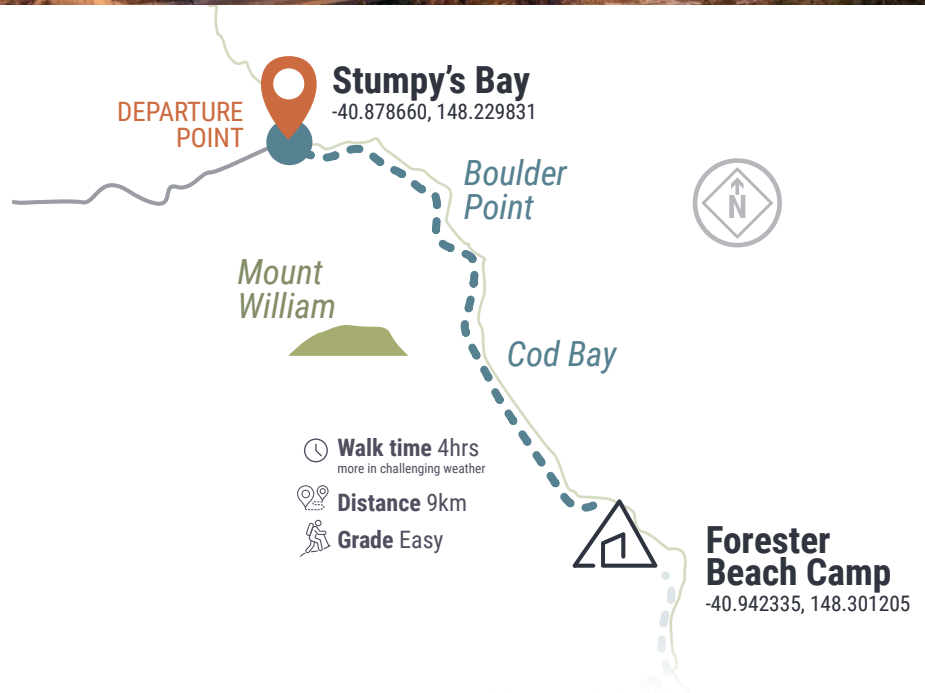 Stumpy’s Bay
-40.878660, 148.229831
DEPARTURE
POINT
Boulder
Point
N
Mount
William
Cod Bay
Walk time 4hrs
more in challenging weather
Distance 9km
Grade Easy
Forester
Beach Camp
-40.942335, 148.301205